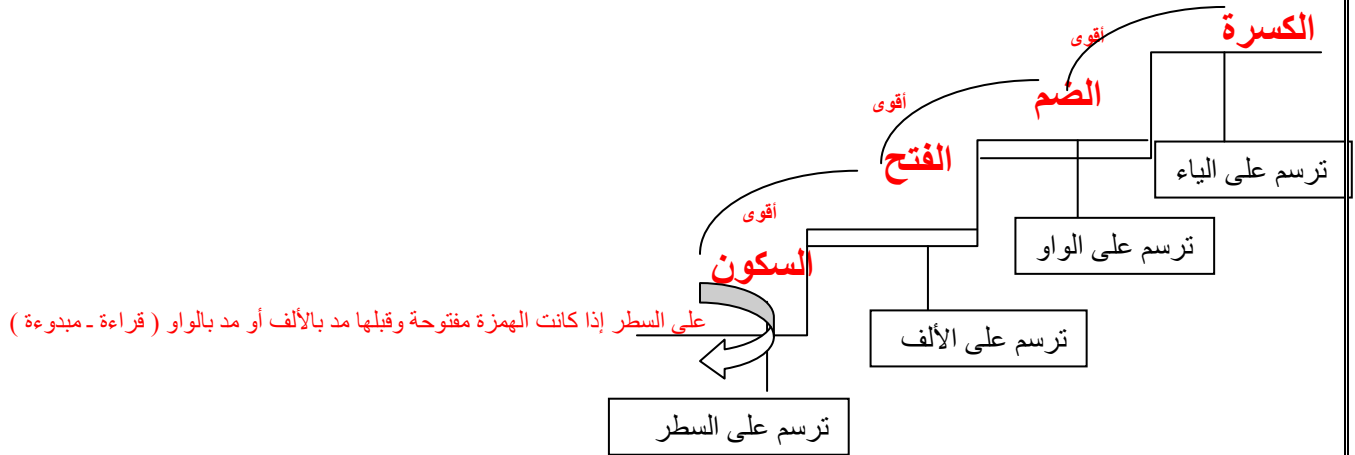 الكسرة
أقوى
الضم
أقوى
الفتح
أقوى
السكون
ترسم على الياء
ترسم على الواو
ترسم على الألف
على السطر إذا كانت الهمزة مفتوحة وقبلها مد بالألف أو مد بالواو ( قراءة ـ مبدوءة )
ترسم على السطر